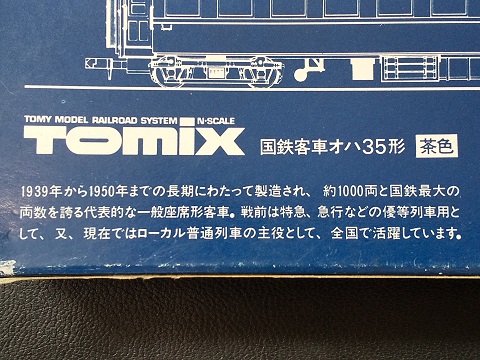 TOMY MODEL RAILROAD SYSTEM N-SCALE
TOMIX 国鉄客車オハ35形 茶色
1939年から1950年までの長期にわたって製造され、約1000両と国鉄最大の
両数を誇る代表的な一般座席形客車。戦前は特急、急行などの優等列車用と
して、又、現在ではローカル普通列車の主役として、全国で活躍しています。